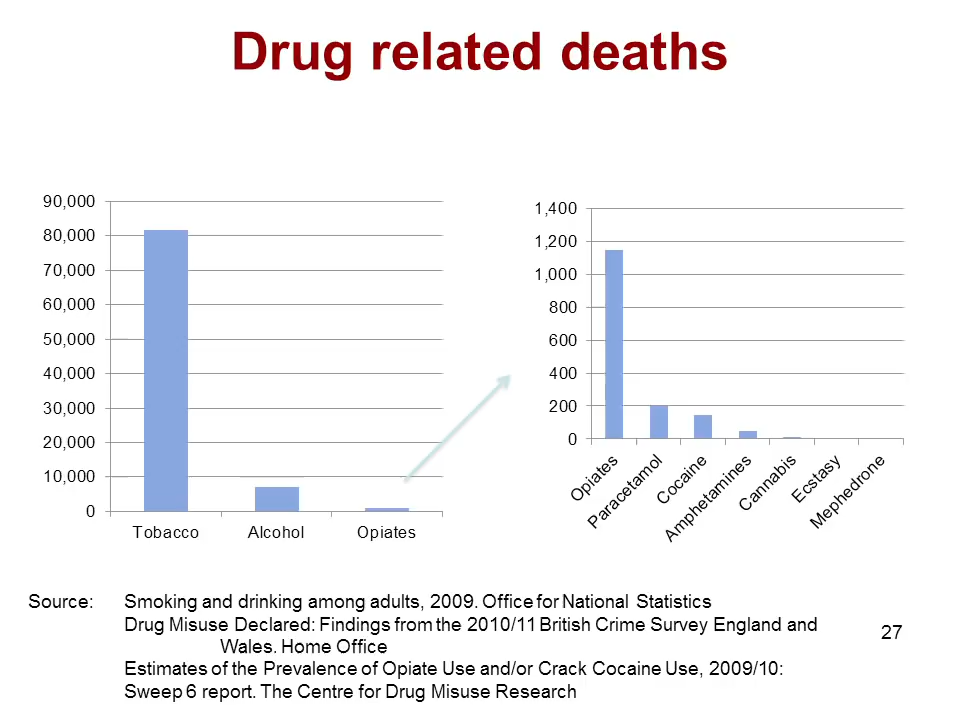 Drug related deaths
90,000
80,000
70,000
60,000
50,000
40,000
30,000
20,000
10,000
0
Tobacco Alcohol Opiates
1,400
1,200
1,000
800
600
400
200
0
Opiates
Paracetamol
Cocaine
Amphetamines
Cannabis
Ecstasy
Mephedrone
Source: Smoking and drinking among adults, 2009. Office for National Statistics
Drug Misuse Declared: Findings from the 2010/11 British Crime Survey England and
Wales. Home Office
Estimates of the Prevalence of Opiate Use and/or Crack Cocaine Use, 2009/10:
Sweep 6 report. The Centre for Drug Misuse Research
27